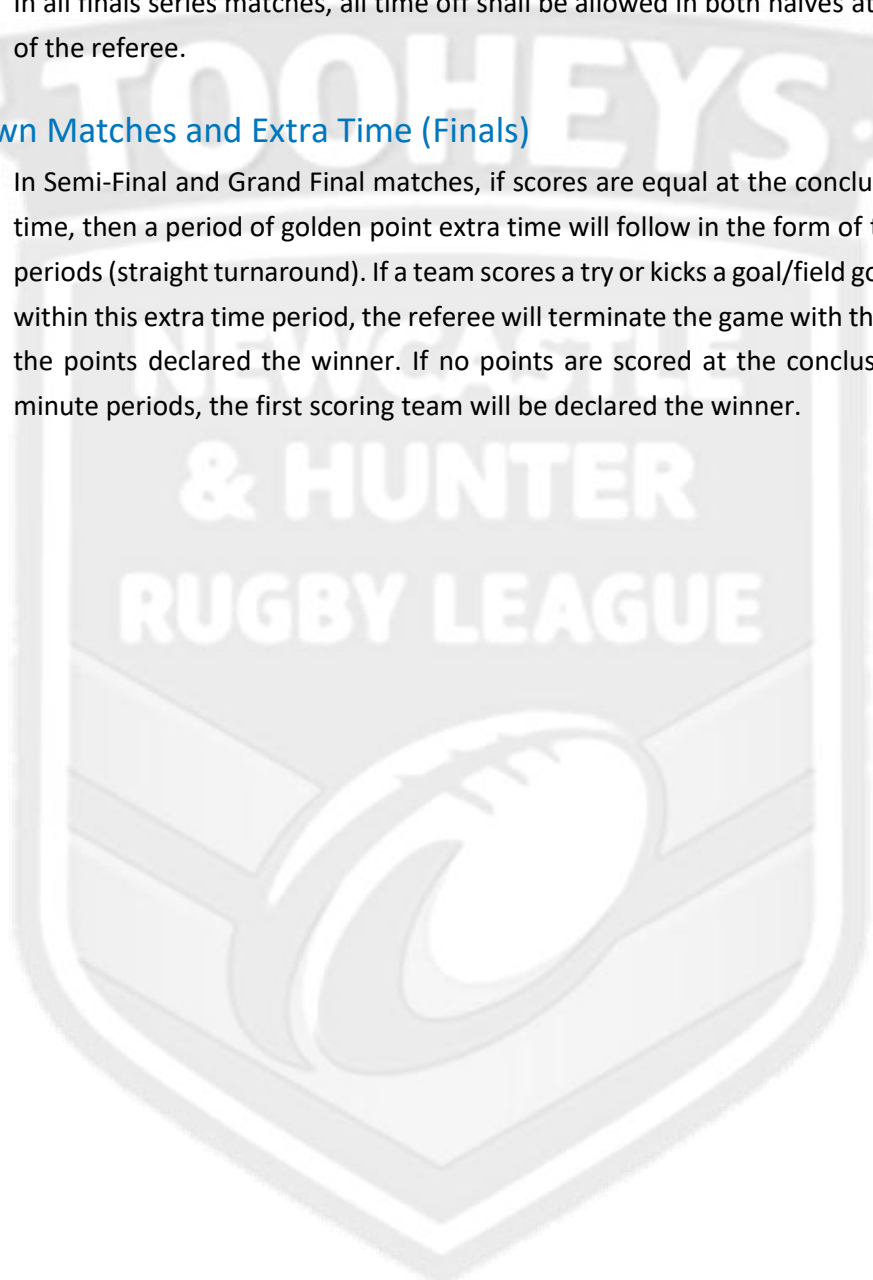 In all finals series matches, all time off shall be allowed in both halves at
of the referee.
wn Matches and Extra Time (Finals)
In Semi-Final and Grand Final matches, if scores are equal at the conclu
time, then a period of golden point extra time will follow in the form of
periods (straight turnaround). If a team scores a try or kicks a goal/field go
within this extra time period, the referee will terminate the game with th
the points declared the winner. If no points are scored at the conclus
minute periods, the first scoring team will be declared the winner.
TOOHEYS
NEWCASTLE
& HUNTER
RUGBY LEAGUE